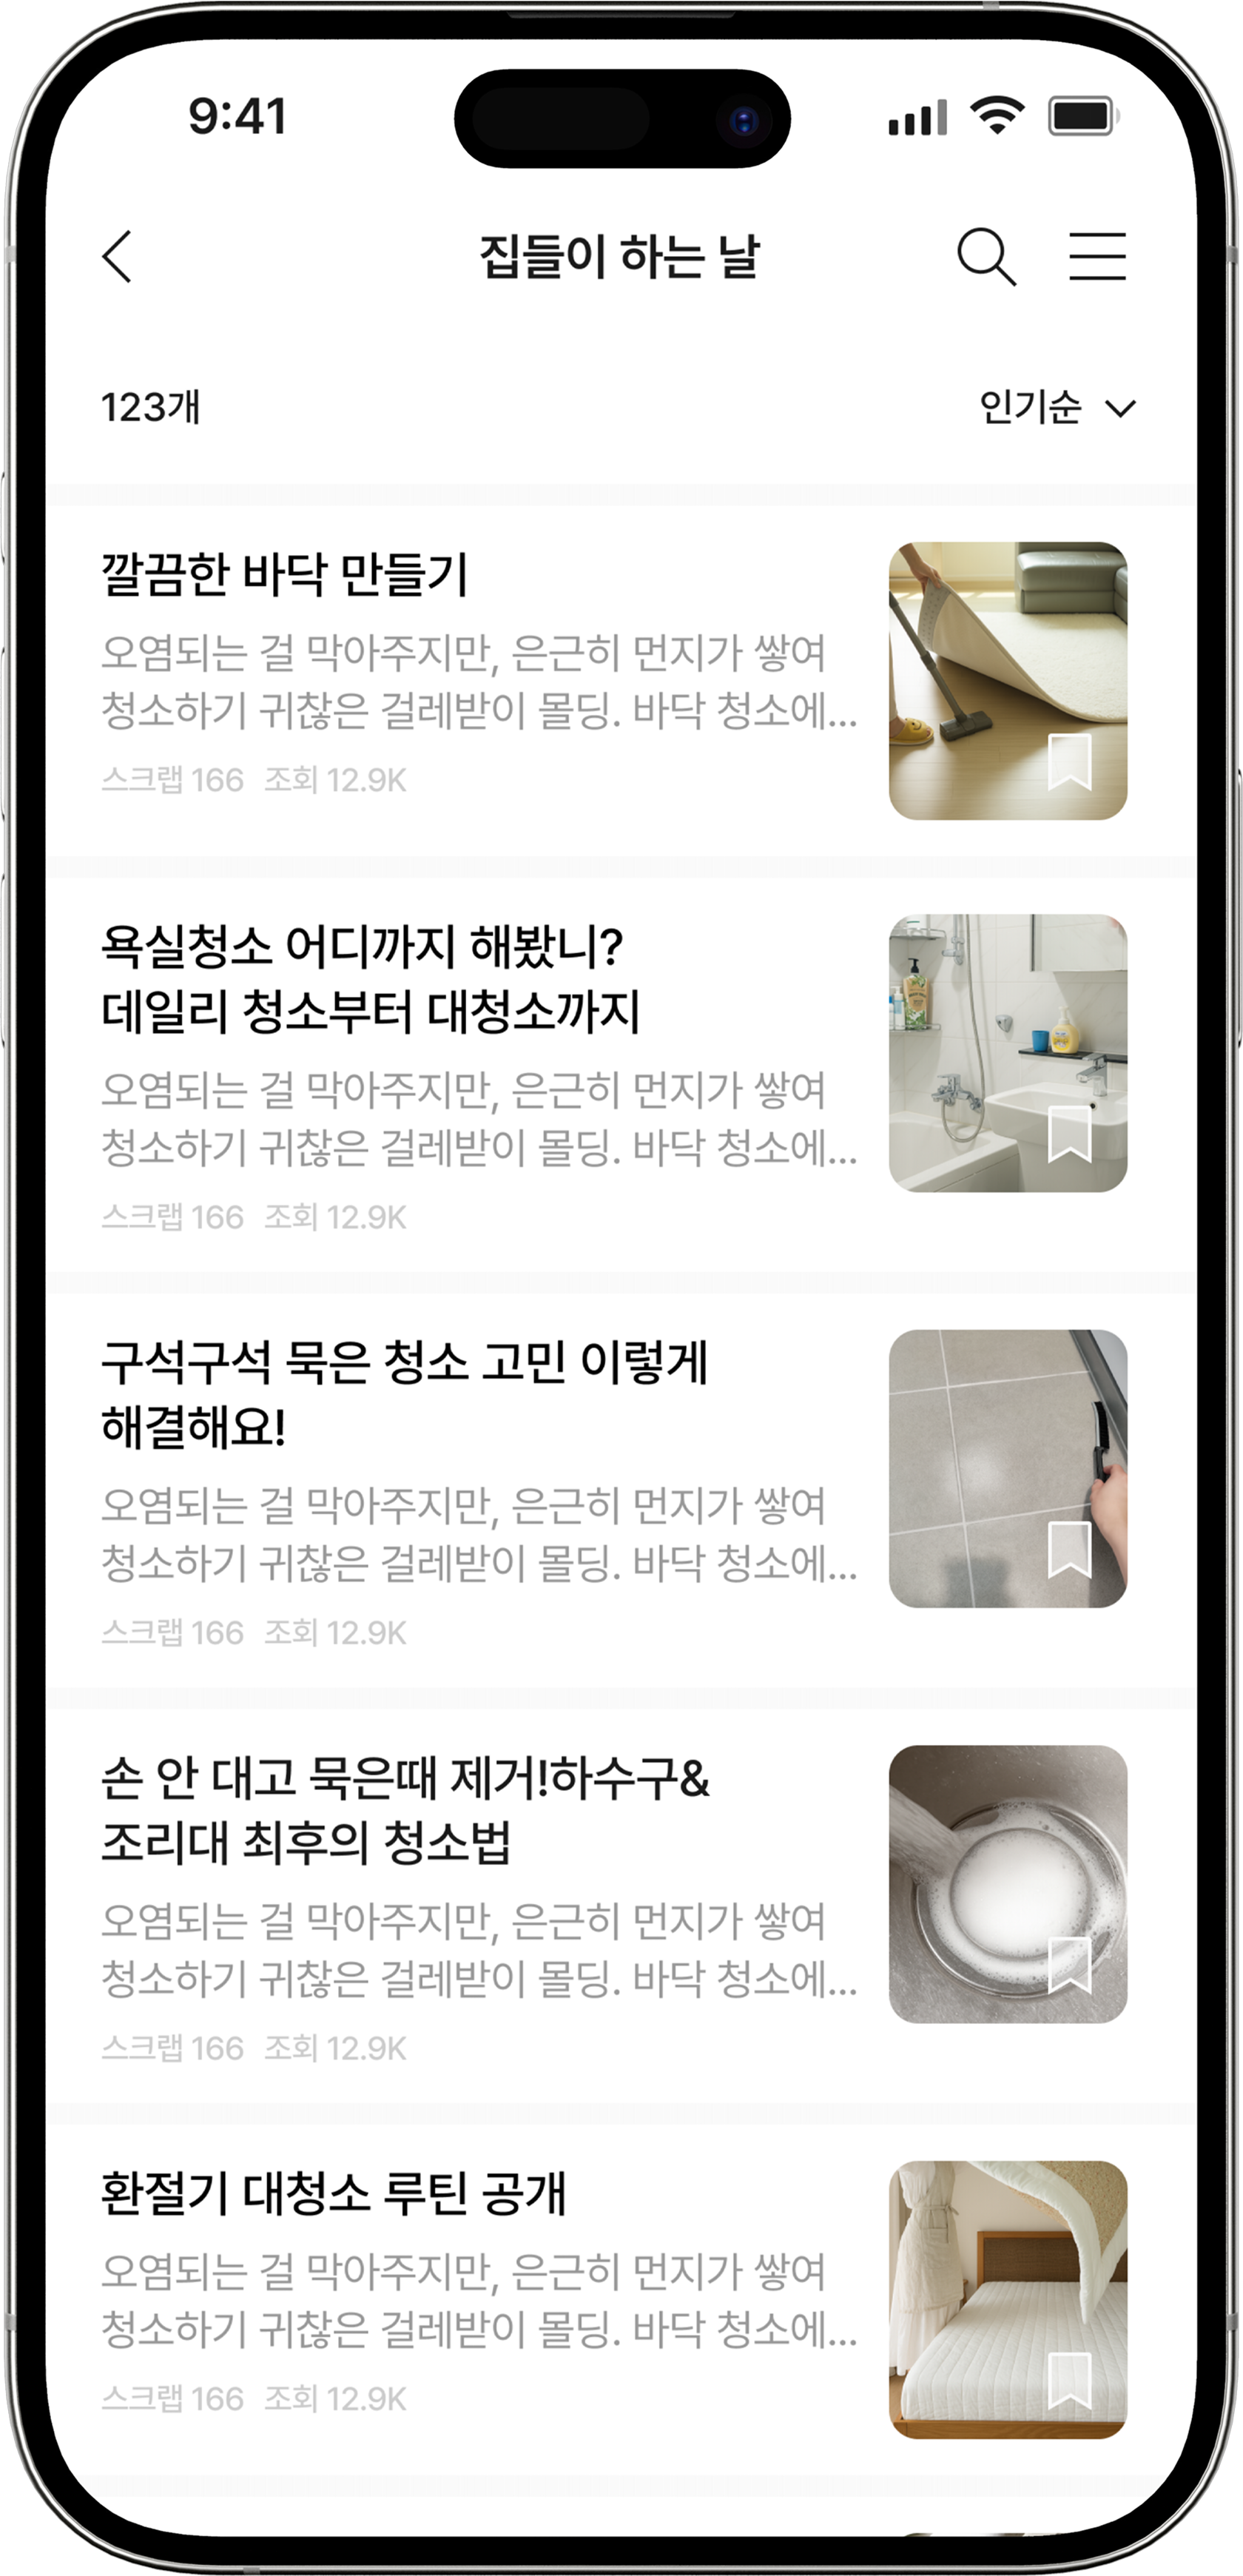 9:41
집들이 하는 날
123개
인기순
깔끔한 바닥 만들기
오염되는 걸 막아주지만, 은근히 먼지가 쌓여
청소하기 귀찮은 걸레받이 몰딩. 바닥 청소에...
스크랩 166 조회 12.9K
욕실청소 어디까지 해봤니?
데일리 청소부터 대청소까지
오염되는 걸 막아주지만, 은근히 먼지가 쌓여
청소하기 귀찮은 걸레받이 몰딩. 바닥 청소에...
스크랩 166 조회 12.9K
구석구석 묵은 청소 고민 이렇게
해결해요!
오염되는 걸 막아주지만, 은근히 먼지가 쌓여
청소하기 귀찮은 걸레받이 몰딩. 바닥 청소에...
스크랩 166 조회 12.9K
손 안 대고 묵은때 제거!하수구&
조리대 최후의 청소법
오염되는 걸 막아주지만, 은근히 먼지가 쌓여
청소하기 귀찮은 걸레받이 몰딩. 바닥 청소에...
스크랩 166 조회 12.9K
환절기 대청소 루틴 공개
오염되는 걸 막아주지만, 은근히 먼지가 쌓여
청소하기 귀찮은 걸레받이 몰딩. 바닥 청소에...
스크랩 166 조회 12.9K